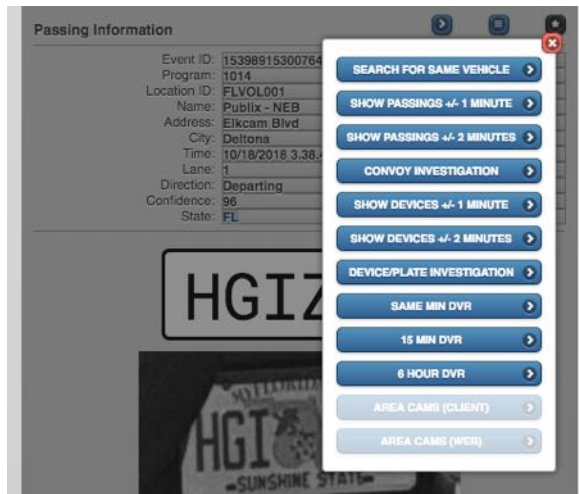 Passing Information
Event ID: 15398915300764
Program: 1014
Location ID: FLVOL001
Name: Publix - NEB
Address: Elkcam Blvd
City: Deltona
Time: 10/18/2018 3.38.4
Lane: 1
Direction: Departing
Confidence: 96
State: FL
SEARCH FOR SAME VEHICLE
SHOW PASSINGS +/- 1 MINUTE
SHOW PASSINGS +/- 2 MINUTES
CONVOY INVESTIGATION
SHOW DEVICES +/- 1 MINUTE
SHOW DEVICES +/- 2 MINUTES
DEVICE/PLATE INVESTIGATION
SAME MIN DVR
15 MIN DVR
6 HOUR DVR
AREA CAMS (CLIENT)
AREA CAMS (WEB)
HGIZ
HGI
SUNSHINE STATE